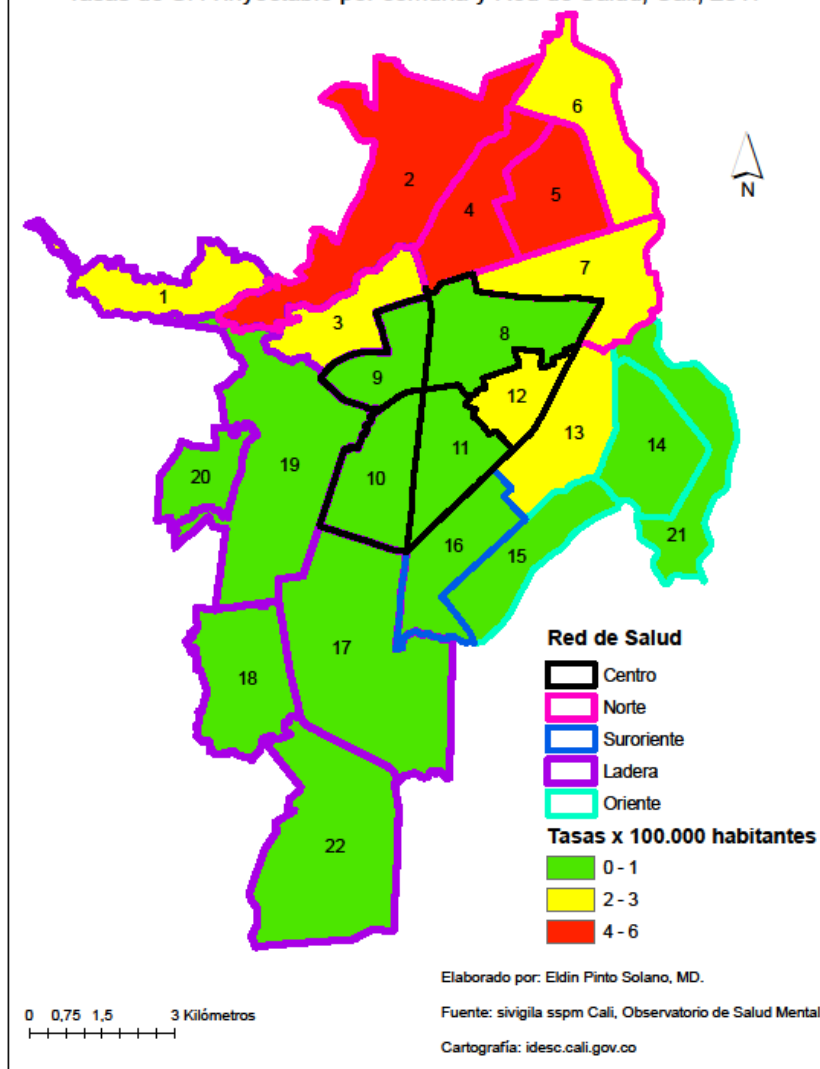 6
2
N
5
4
7
1
3
8
9
12
13
14
19
11
20
10
16
21
15
17
18
22
Red de Salud
Centro
Norte
Suroriente
Ladera
Oriente
Tasas x 100.000 habitantes
0 - 1
2 - 3
4 - 6
Elaborado por: Eldin Pinto Solano, MD.
Fuente: sivigila sspm Cali, Observatorio de Salud Mental
Cartografía: idesc.cali.gov.co
0 0,75 1,5 3 Kilómetros